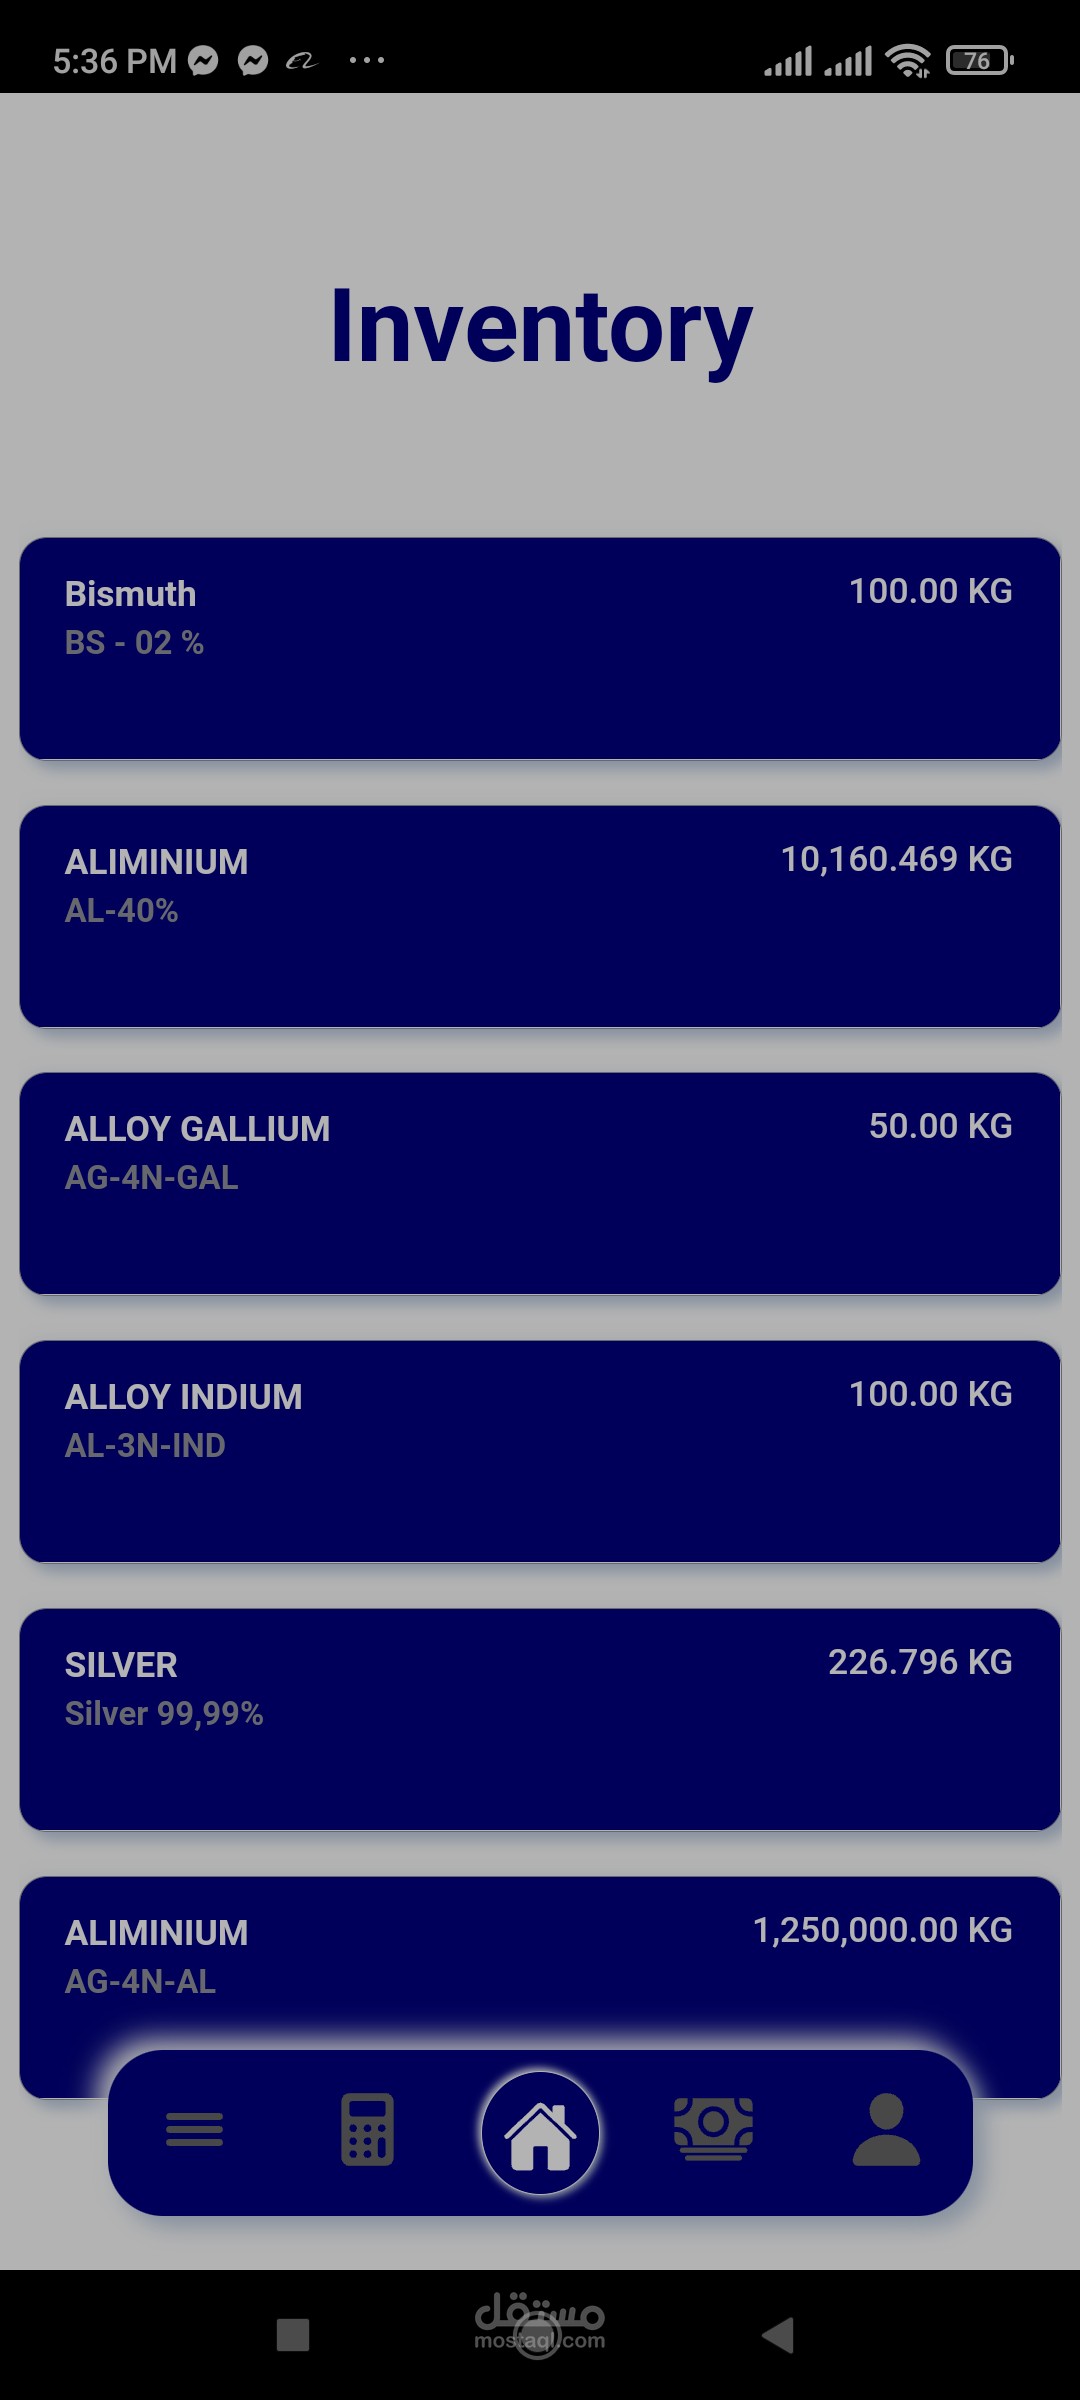 5:36 PM
76
Inventory
Bismuth
100.00 KG
BS - 02 %
ALIMINIUM
10,160.469 KG
AL-40%
ALLOY GALLIUM
50.00 KG
AG-4N-GAL
ALLOY INDIUM
100.00 KG
AL-3N-IND
SILVER
226.796 KG
Silver 99,99%
ALIMINIUM
1,250,000.00 KG
AG-4N-AL
مستقل
mostaql.com